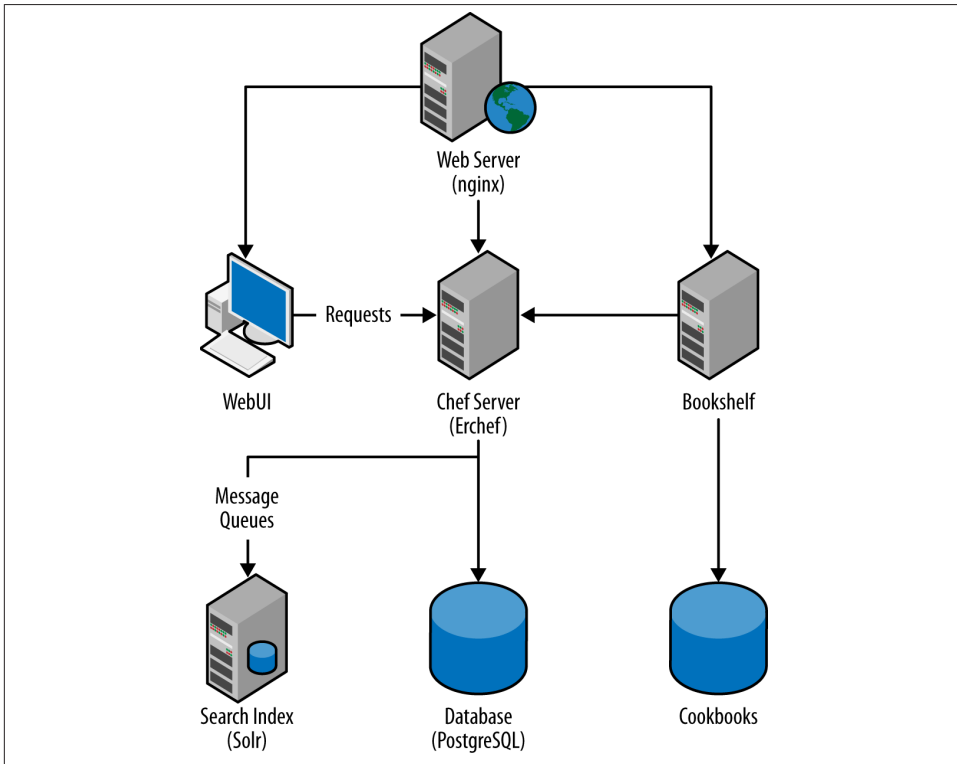 Web Server
(nginx)
Requests
WebUI
Chef Server
(Erchef)
Bookshelf
Message
Queues
Search Index
(Solr)
Database
(PostgreSQL)
Cookbooks